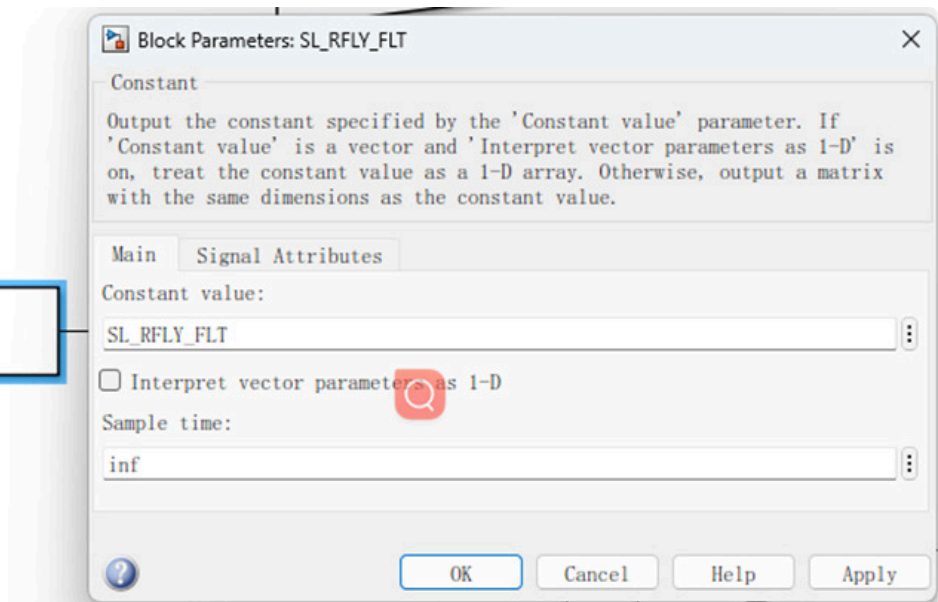 Block Parameters: SL_RFLY_FLT
Constant
Output the constant specified by the 'Constant value' parameter. If
'Constant value' is a vector and 'Interpret vector parameters as 1-D' is
on, treat the constant value as a 1-D array. Otherwise, output a matrix
with the same dimensions as the constant value.
Main Signal Attributes
Constant value:
SL_RFLY_FLT
Interpret vector parameters as 1-D
Sample time:
inf
OK Cancel Help Apply